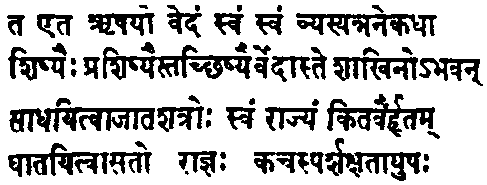 त एत ऋषयो वेदं स्वं स्वं व्यस्यन्ननेकधा
शिष्यैः प्रशिष्यैस्तच्छिष्यैर्वेदास्ते शाखिनोऽभवन्
साधयित्वाजातशत्रोः स्वं राज्यं कितवैर्हृतम्
घातयित्वासतो राज्ञः कचस्पर्शक्षतायुषः